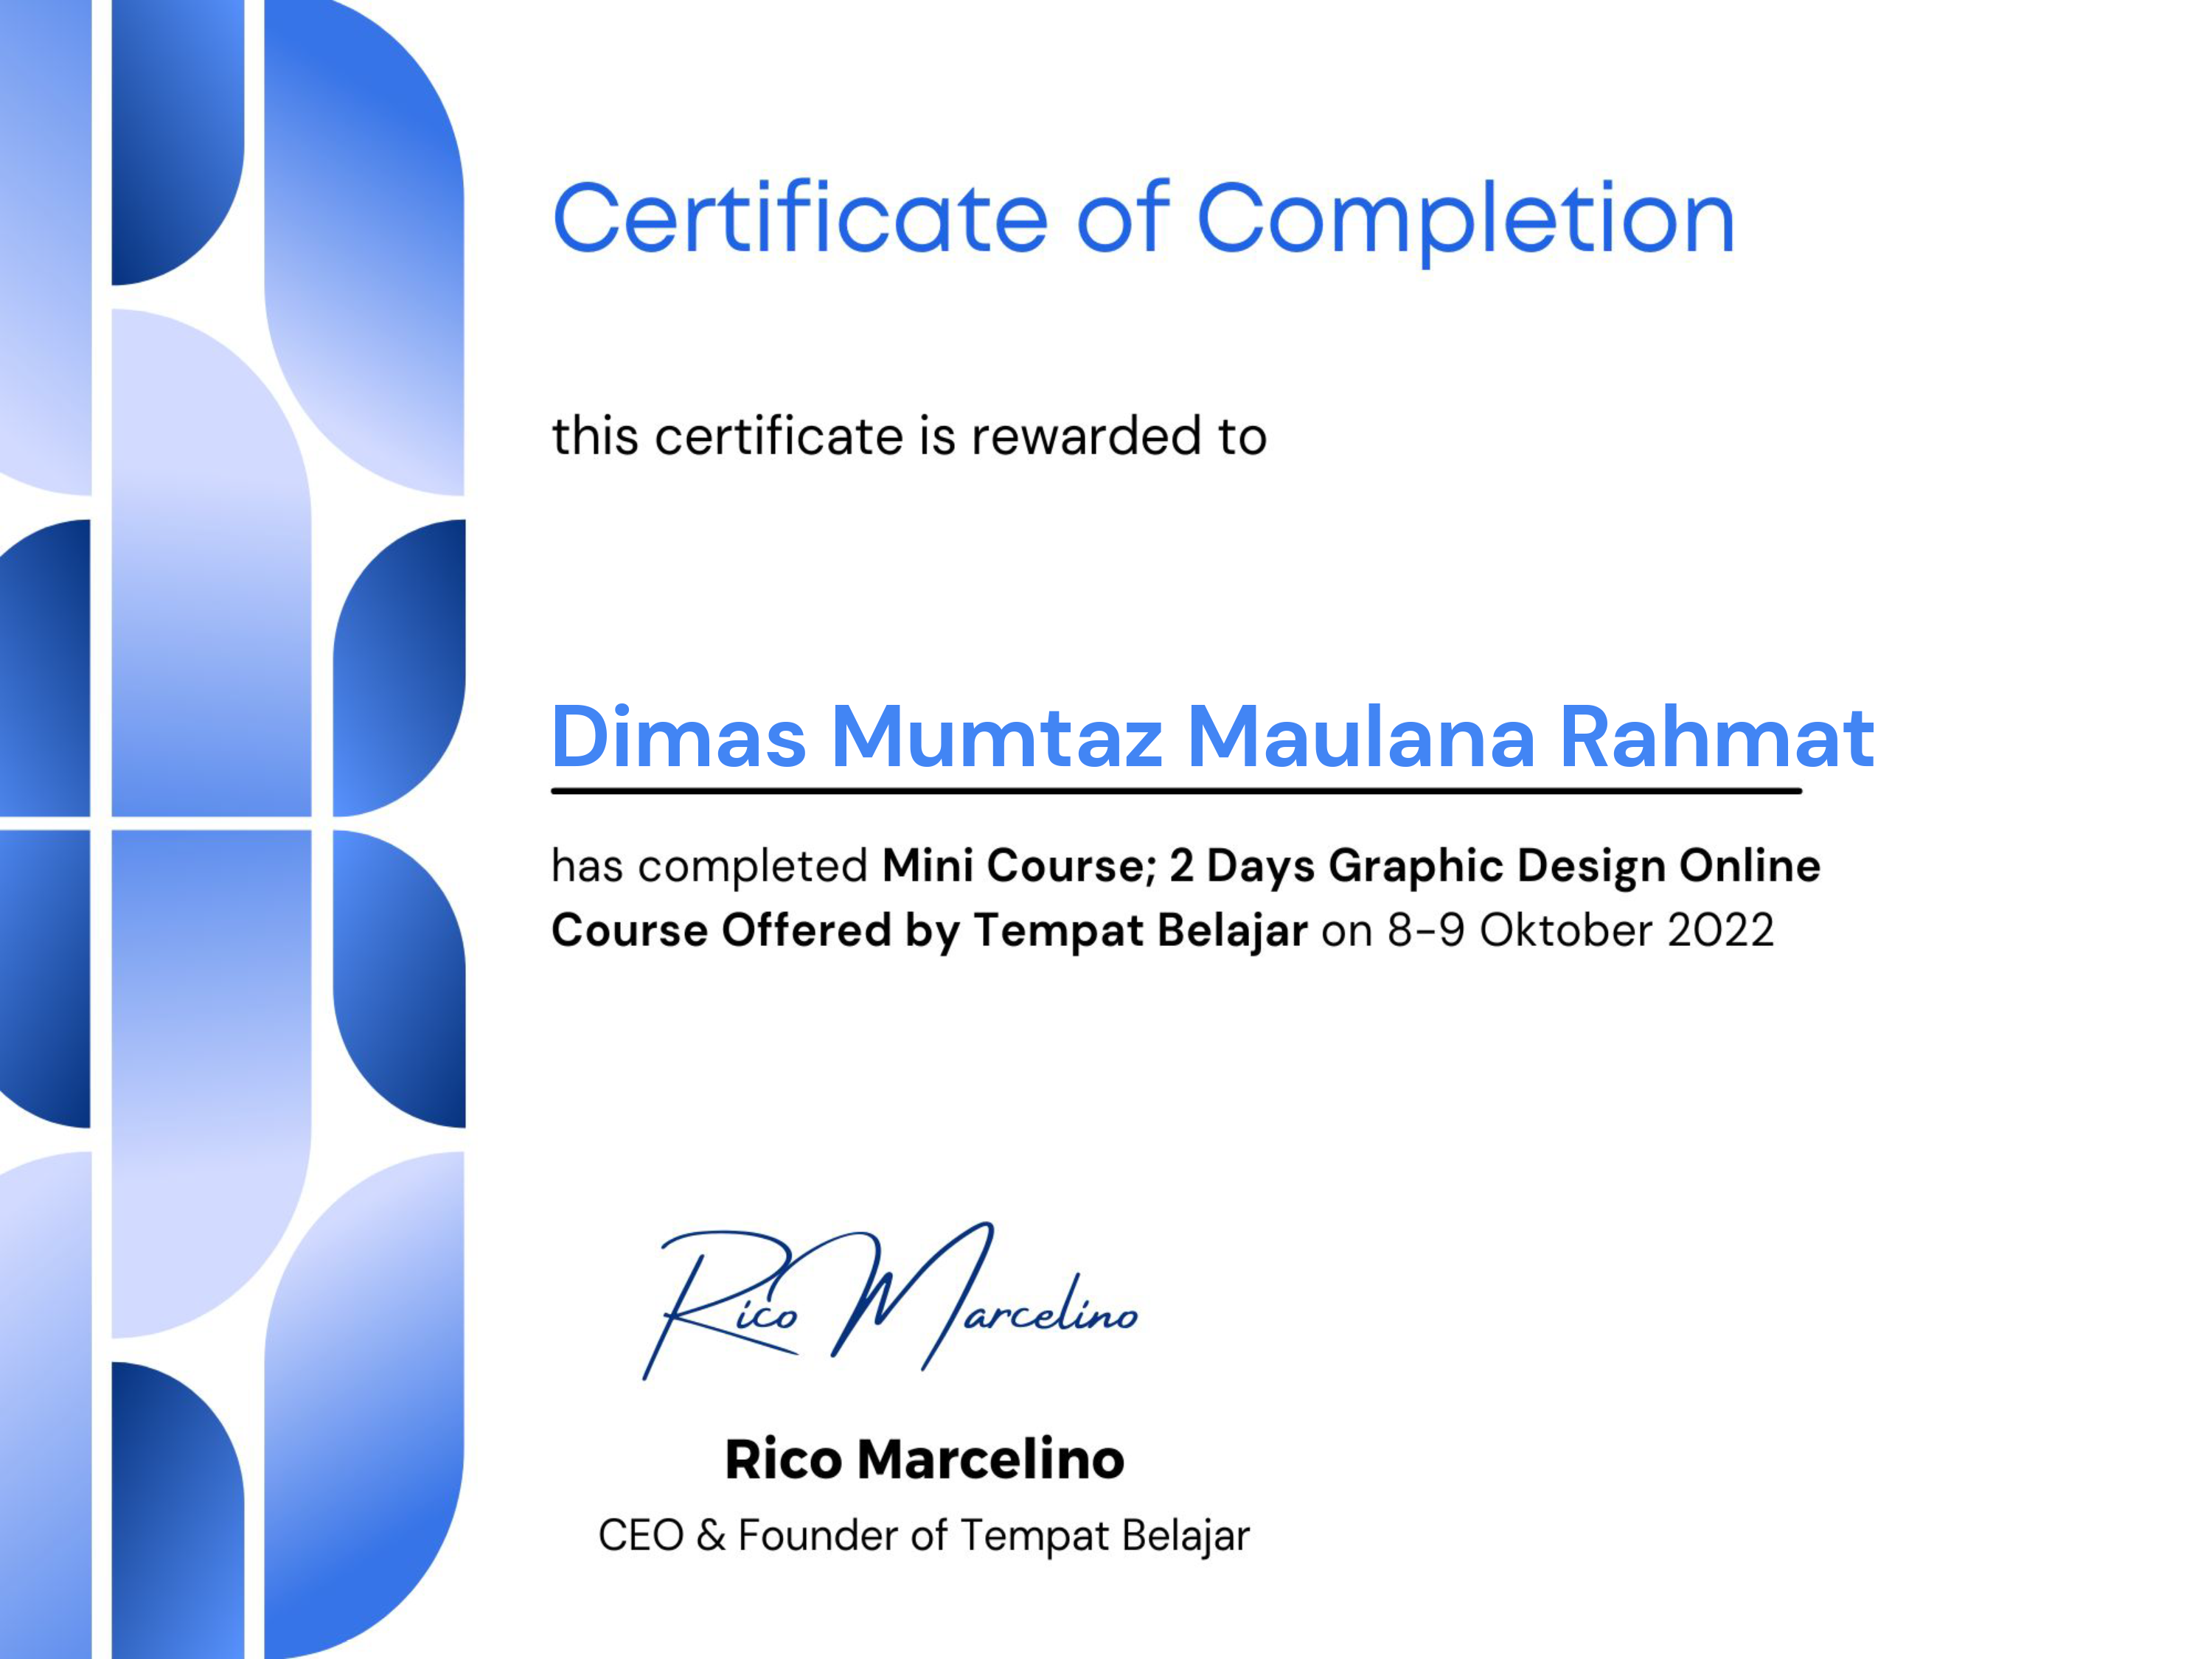 Certificate of Completion
this certificate is rewarded to
Dimas Mumtaz Maulana Rahmat
has completed Mini Course; 2 Days Graphic Design Online
Course Offered by Tempat Belajar on 8-9 Oktober 2022
Rico Marcelino
Rico Marcelino
CEO & Founder of Tempat Belajar